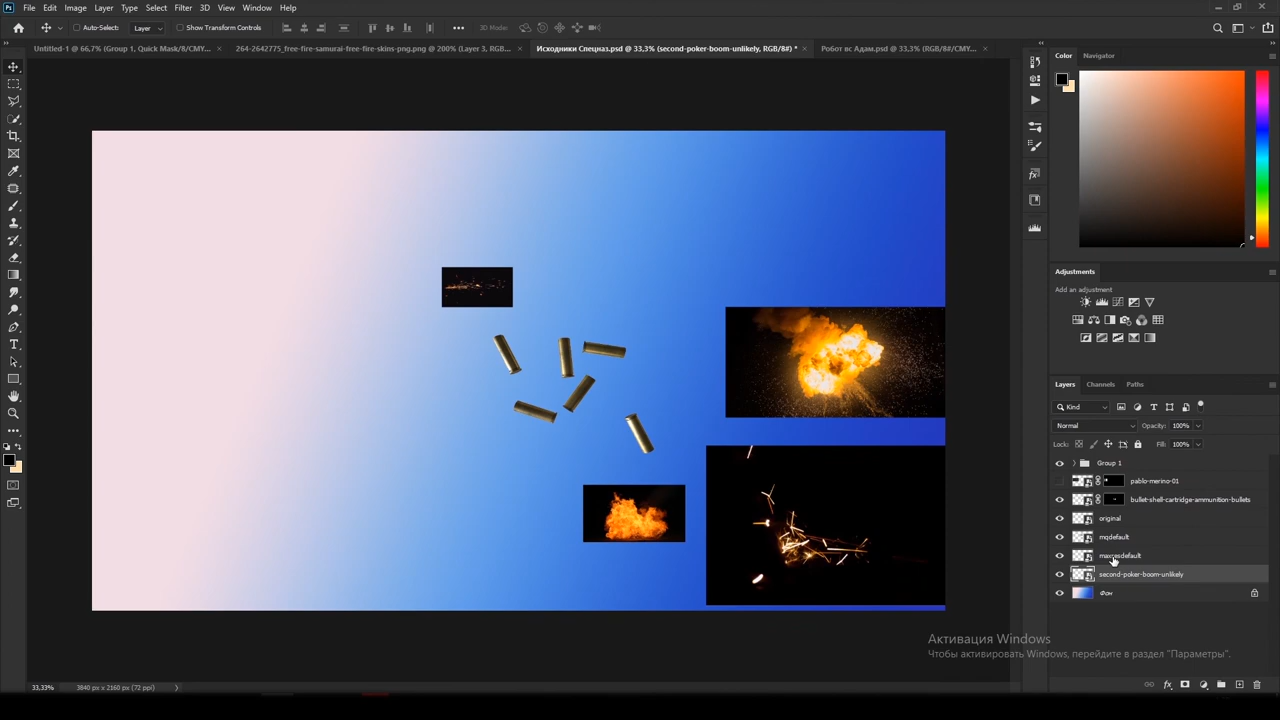 Ps File Edit Image Layer Type Select Filter 3D View Window Help
Auto-Select: Layer Show Transform Controls 3D Mode:
Untitled-1 @ 66,7% (Group 1, Quick Mask/8/CMY... × 264-2642775_free-fire-samurai-free-fire-skins-png.png @ 200% (Layer 3, RGB... × Исходники Спецназ.psd @ 33,3% (second-poker-boom-unlikely, RGB/8#) * × Робот вс Адам.psd @ 33,3% (RGB/8#/CMY... ×
Color Navigator
Adjustments
Add an adjustment
Layers Channels Paths
Kind
Normal Opacity: 100%
Lock: Fill: 100%
Group 1
pablo-merino-01
bullet-shell-cartridge-ammunition-bullets
original
mqdefault
maxresdefault
second-poker-boom-unlikely
Фон
Активация Windows
Чтобы активировать Windows, перейдите в раздел "Параметры".
33,33% 3840 px x 2160 px (72 ppi)